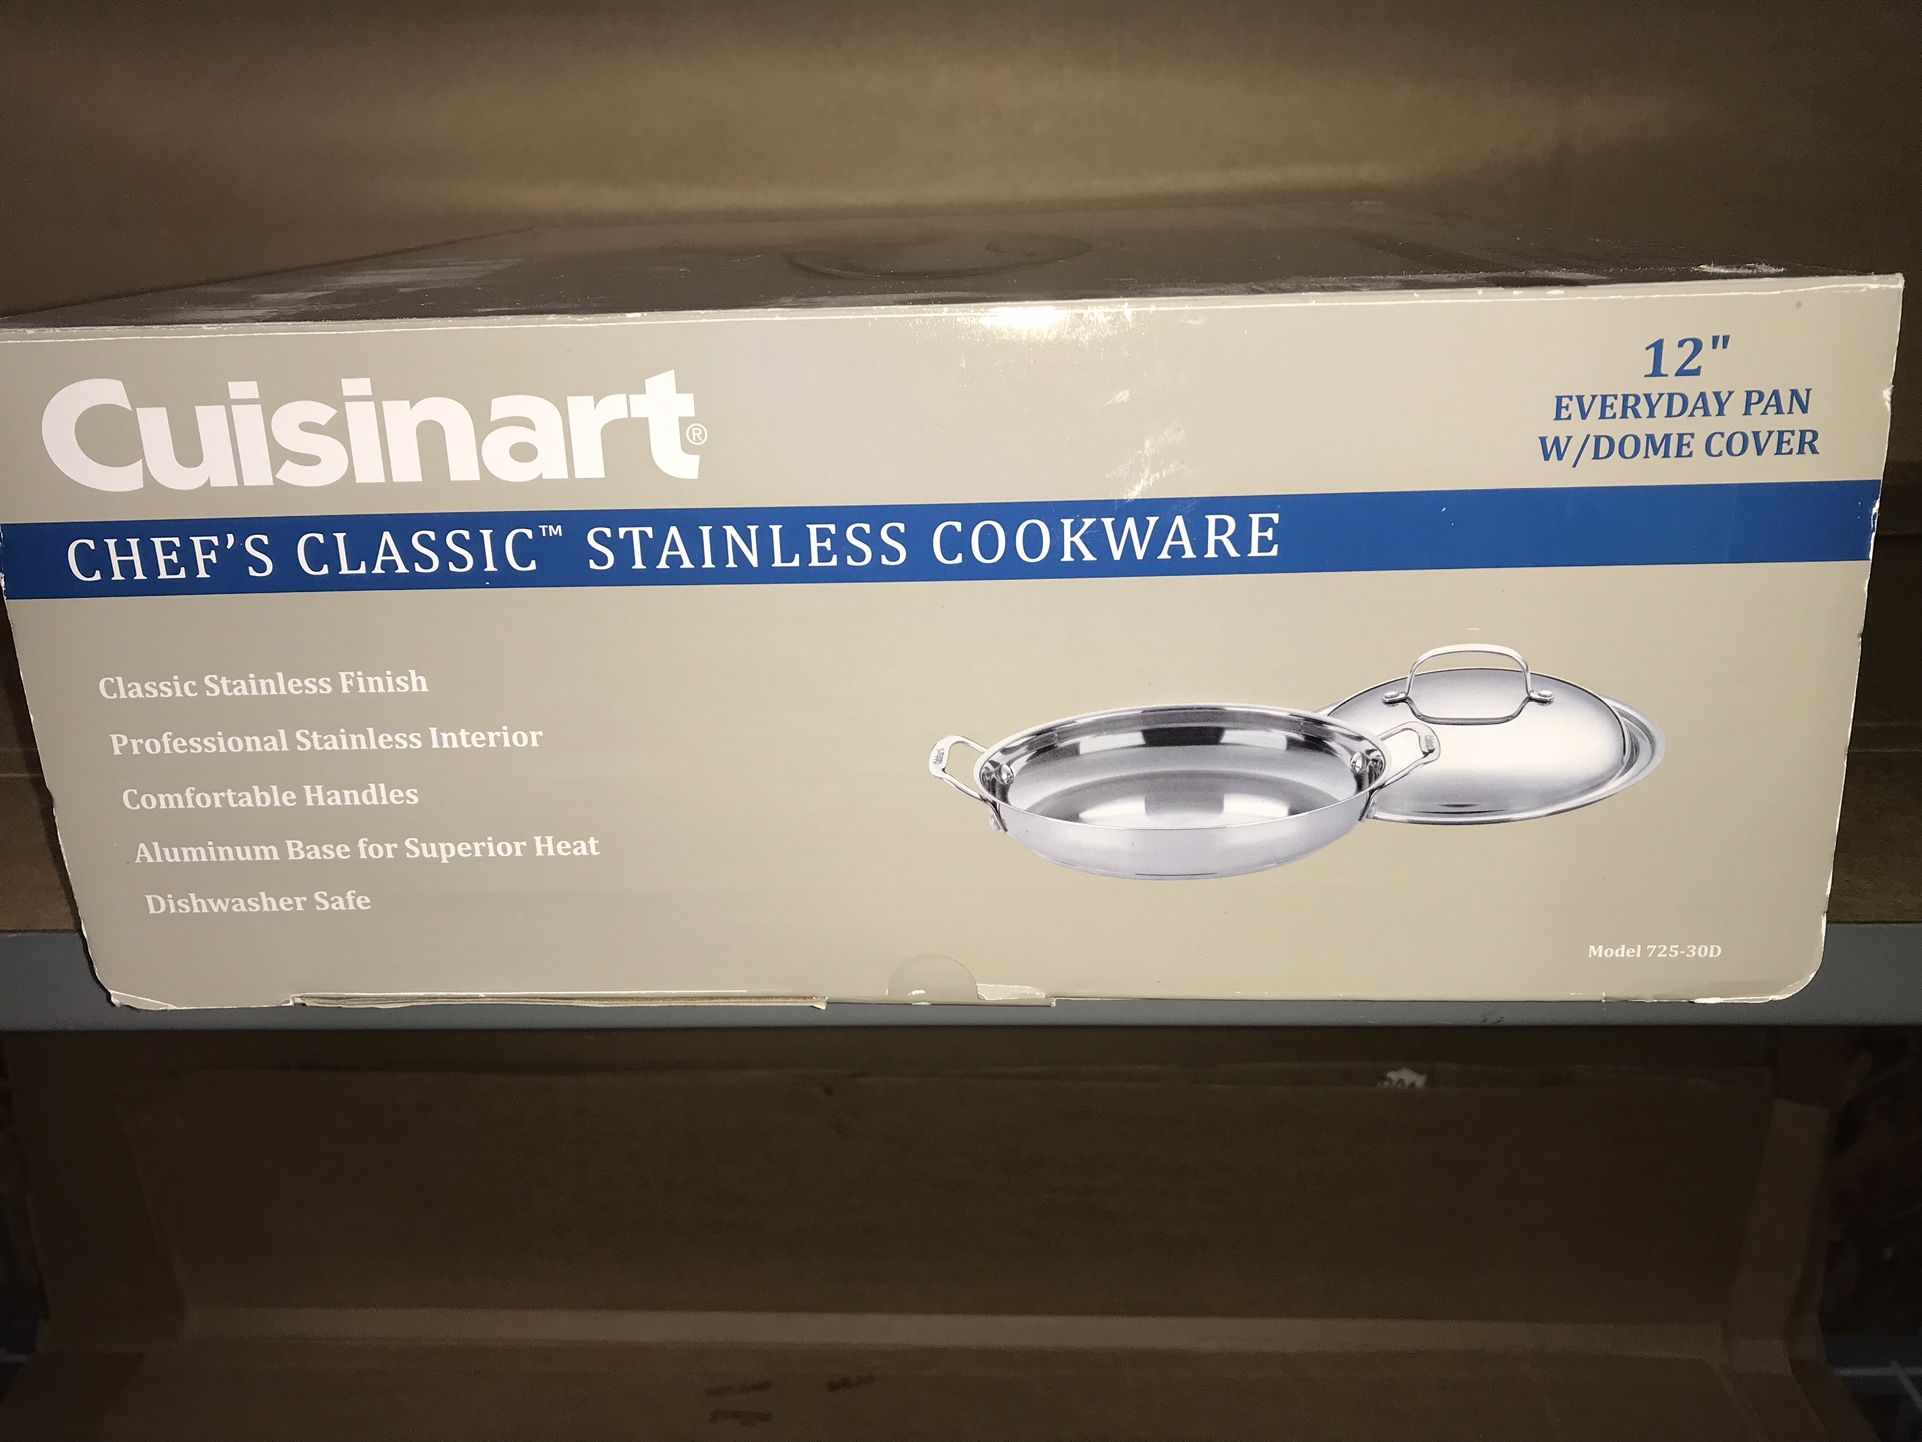 Cuisinart®
12"
EVERYDAY PAN
W/DOME COVER
CHEF'S CLASSIC™ STAINLESS COOKWARE
Classic Stainless Finish
Professional Stainless Interior
Comfortable Handles
Aluminum Base for Superior Heat
Dishwasher Safe
Model 725-30D